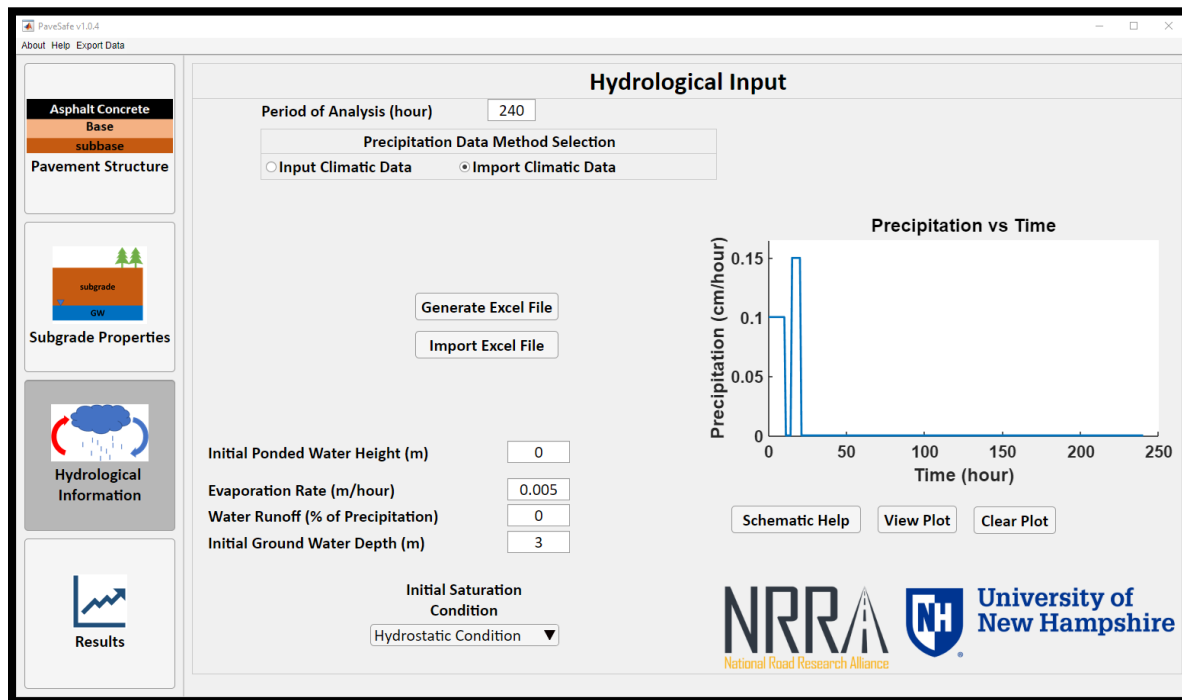 PaveSafe v1.0.4
About Help Export Data
Asphalt Concrete
Base
subbase
Pavement Structure
subgrade
GW
Subgrade Properties
Hydrological
Information
Results
Hydrological Input
Period of Analysis (hour) 240
Precipitation Data Method Selection
Input Climatic Data Import Climatic Data
Generate Excel File
Import Excel File
Initial Ponded Water Height (m) 0
Evaporation Rate (m/hour) 0.005
Water Runoff (% of Precipitation) 0
Initial Ground Water Depth (m) 3
Initial Saturation
Condition
Hydrostatic Condition
Precipitation vs Time
Precipitation (cm/hour)
0.15
0.1
0.05
0
0 50 100 150 200 250
Time (hour)
Schematic Help View Plot Clear Plot
NRRA
National Road Research Alliance
NH
University of
New Hampshire